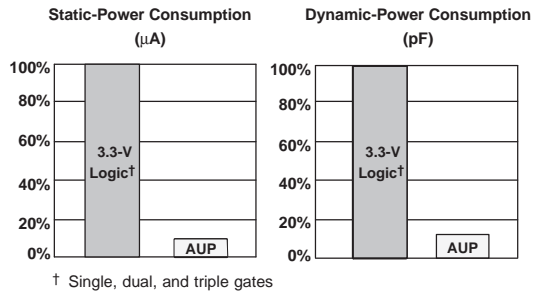 Static-Power Consumption
(μA)
100%
80%
60%
40%
20%
0%
3.3-V
Logic†
AUP
Dynamic-Power Consumption
(pF)
100%
80%
60%
40%
20%
0%
3.3-V
Logic†
AUP
† Single, dual, and triple gates